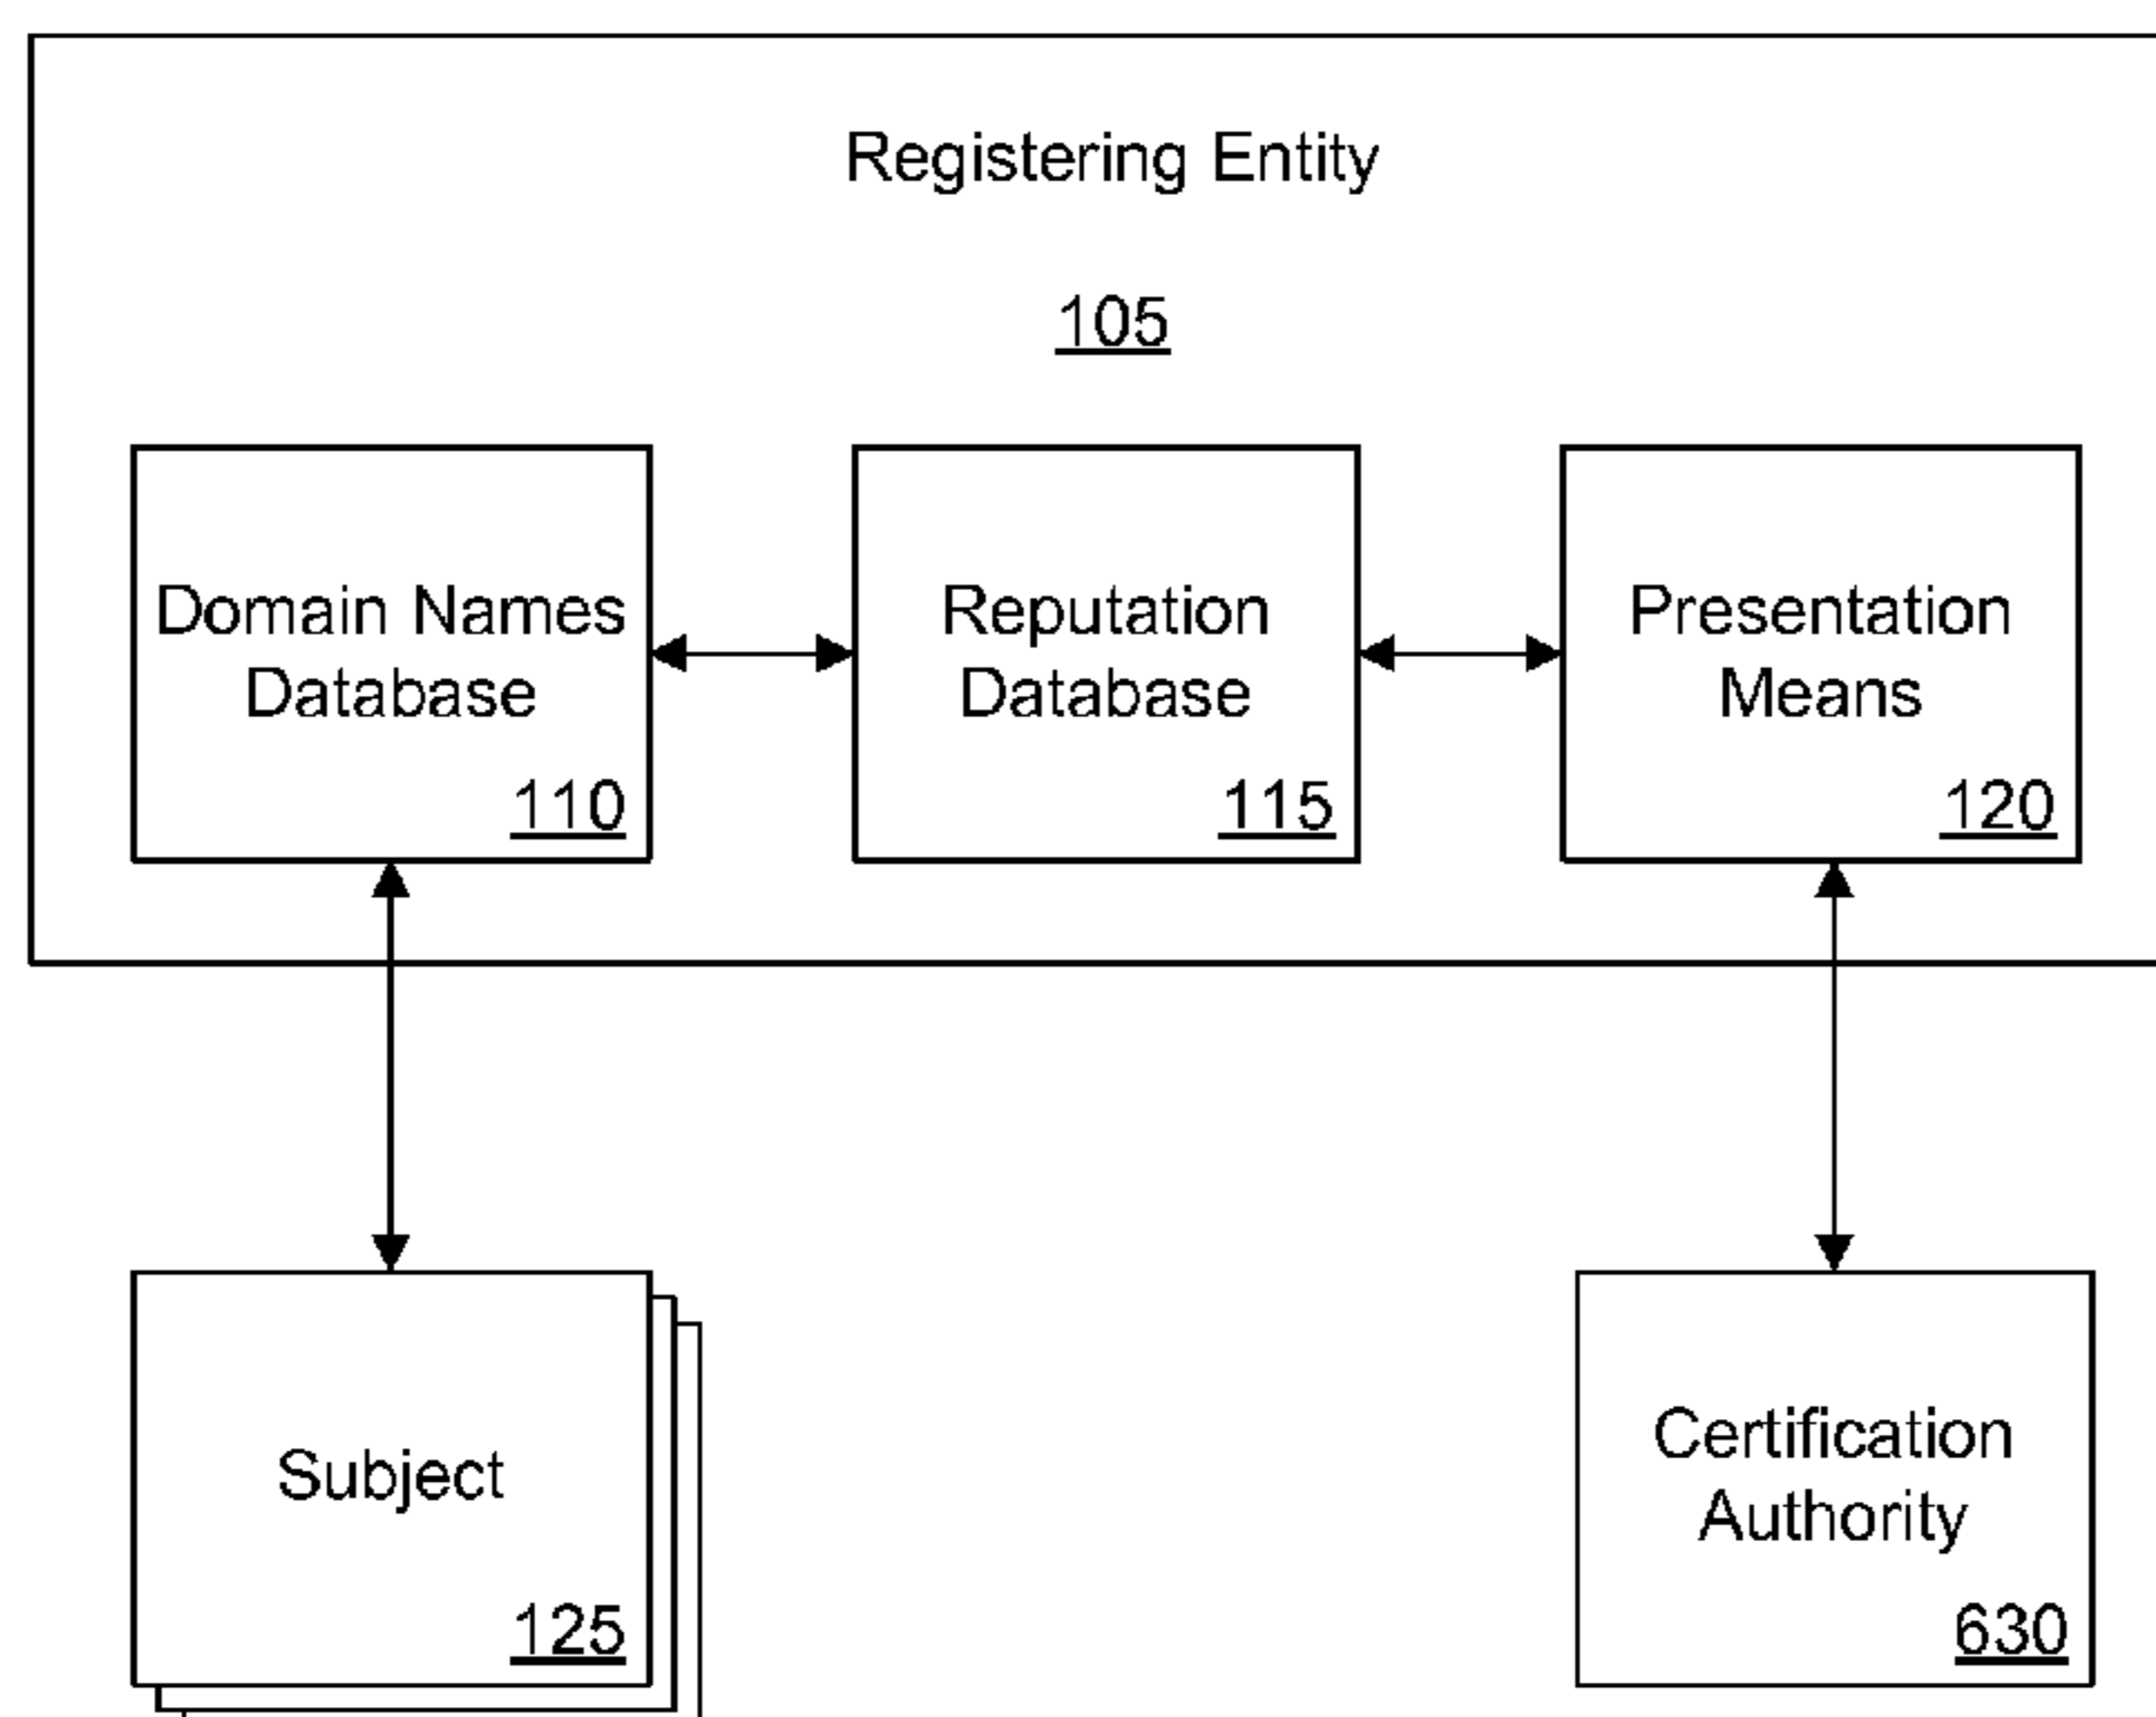 Registering Entity
105
Domain Names
Database
110
Reputation
Database
115
Presentation
Means
120
Subject
125
Certification
Authority
630